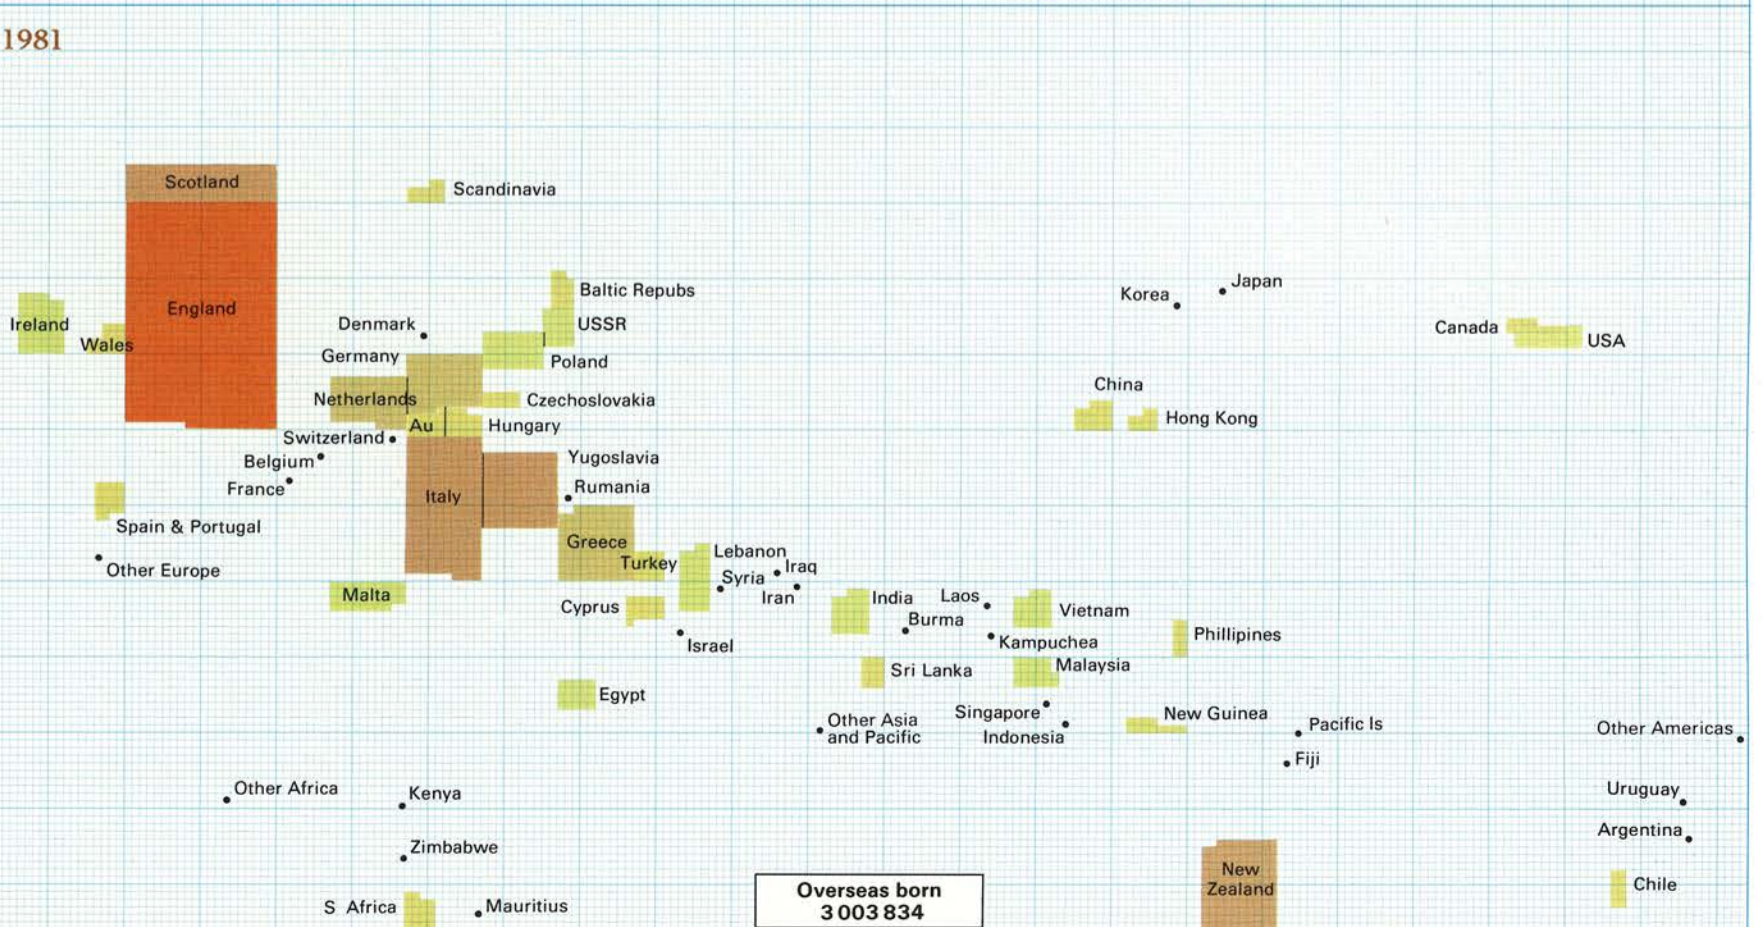 1981
Scotland
Scandinavia
Japan
Korea
Baltic Repubs
England
Ireland
Denmark
USSR
Canada
USA
Wales
Germany
Poland
China
Netherlands
Czechoslovakia
Au
Hungary
Hong Kong
Switzerland
Belgium
Yugoslavia
France
Italy
Rumania
Spain & Portugal
Greece
Lebanon
Turkey
Iraq
Other Europe
Syria
Iran
Malta
Cyprus
India
Laos
Vietnam
Burma
Israel
Kampuchea
Phillipines
Sri Lanka
Malaysia
Egypt
Singapore
New Guinea
Other Asia
and Pacific
Indonesia
Pacific Is
Other Americas
Fiji
Other Africa
Kenya
Uruguay
Argentina
Zimbabwe
New
Zealand
Chile
S Africa
Mauritius
Overseas born
3 003 834